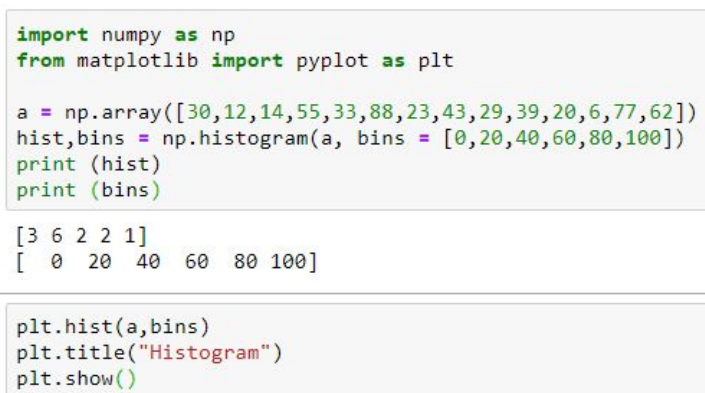 import numpy as np
from matplotlib import pyplot as plt
a = np.array([30,12,14,55,33,88,23,43,29,39,20,6,77,62])
hist,bins = np.histogram(a, bins = [0,20,40,60,80,100])
print (hist)
print (bins)
[3 6 2 2 1]
[  0  20  40  60  80 100]
plt.hist(a,bins)
plt.title("Histogram")
plt.show()